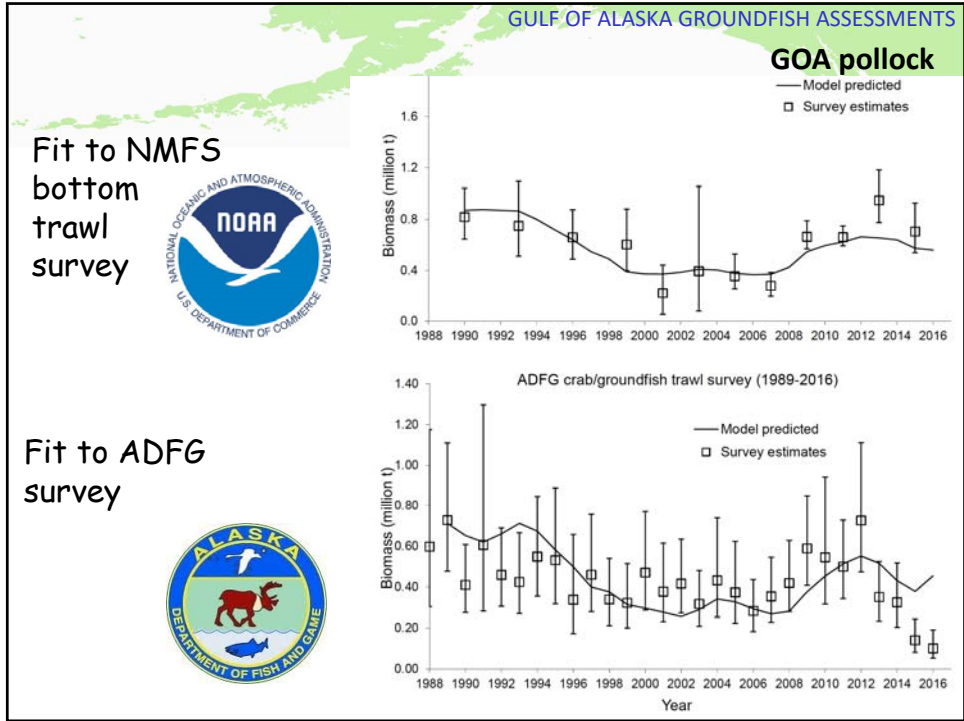 GULF OF ALASKA GROUNDFISH ASSESSMENTS
GOA pollock
Fit to NMFS
bottom
trawl
survey
NATIONAL OCEANIC AND ATMOSPHERIC ADMINISTRATION
NOAA
U.S. DEPARTMENT OF COMMERCE
Model predicted
Survey estimates
Biomass (million t)
1.6
1.2
0.8
0.4
0.0
1988 1990 1992 1994 1996 1998 2000 2002 2004 2006 2008 2010 2012 2014 2016
Fit to ADFG
survey
ALASKA
DEPARTMENT OF FISH AND GAME
ADFG crab/groundfish trawl survey (1989-2016)
Model predicted
Survey estimates
Biomass (million t)
1.40
1.20
1.00
0.80
0.60
0.40
0.20
0.00
1988 1990 1992 1994 1996 1998 2000 2002 2004 2006 2008 2010 2012 2014 2016
Year